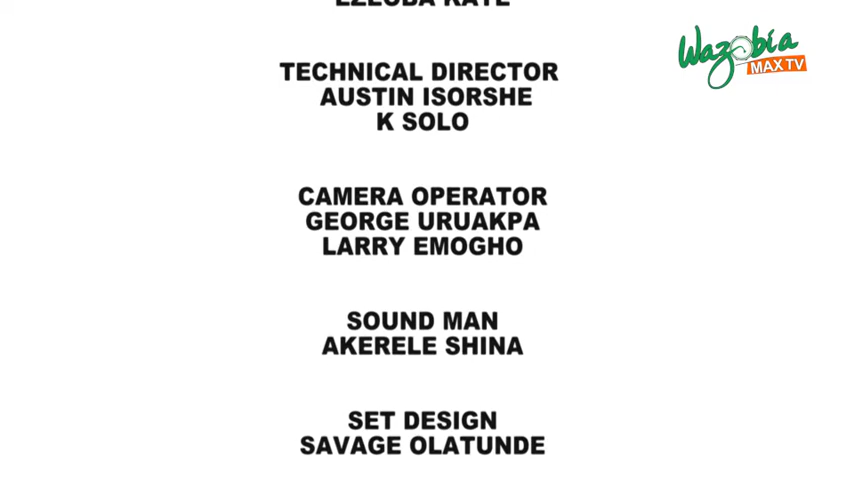 Wazobia
MAX TV
TECHNICAL DIRECTOR
AUSTIN ISORSHE
K SOLO
CAMERA OPERATOR
GEORGE URUAKPA
LARRY EMOGHO
SOUND MAN
AKERELE SHINA
SET DESIGN
SAVAGE OLATUNDE